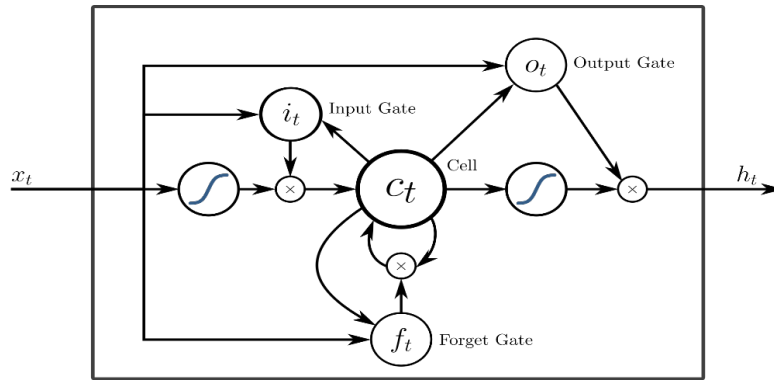 o_t Output Gate
i_t Input Gate
x_t
×
c_t
Cell
×
h_t
×
f_t Forget Gate